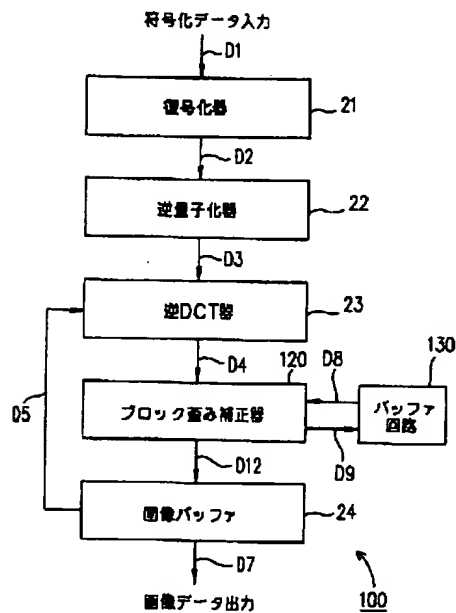 符号化データ入力
D1
復号化器
21
D2
逆量子化器
22
D3
逆DCT器
23
D4
120
D8
130
D5
ブロック歪み補正器
バッファ
回路
D9
D12
画像バッファ
24
D7
画像データ出力
100